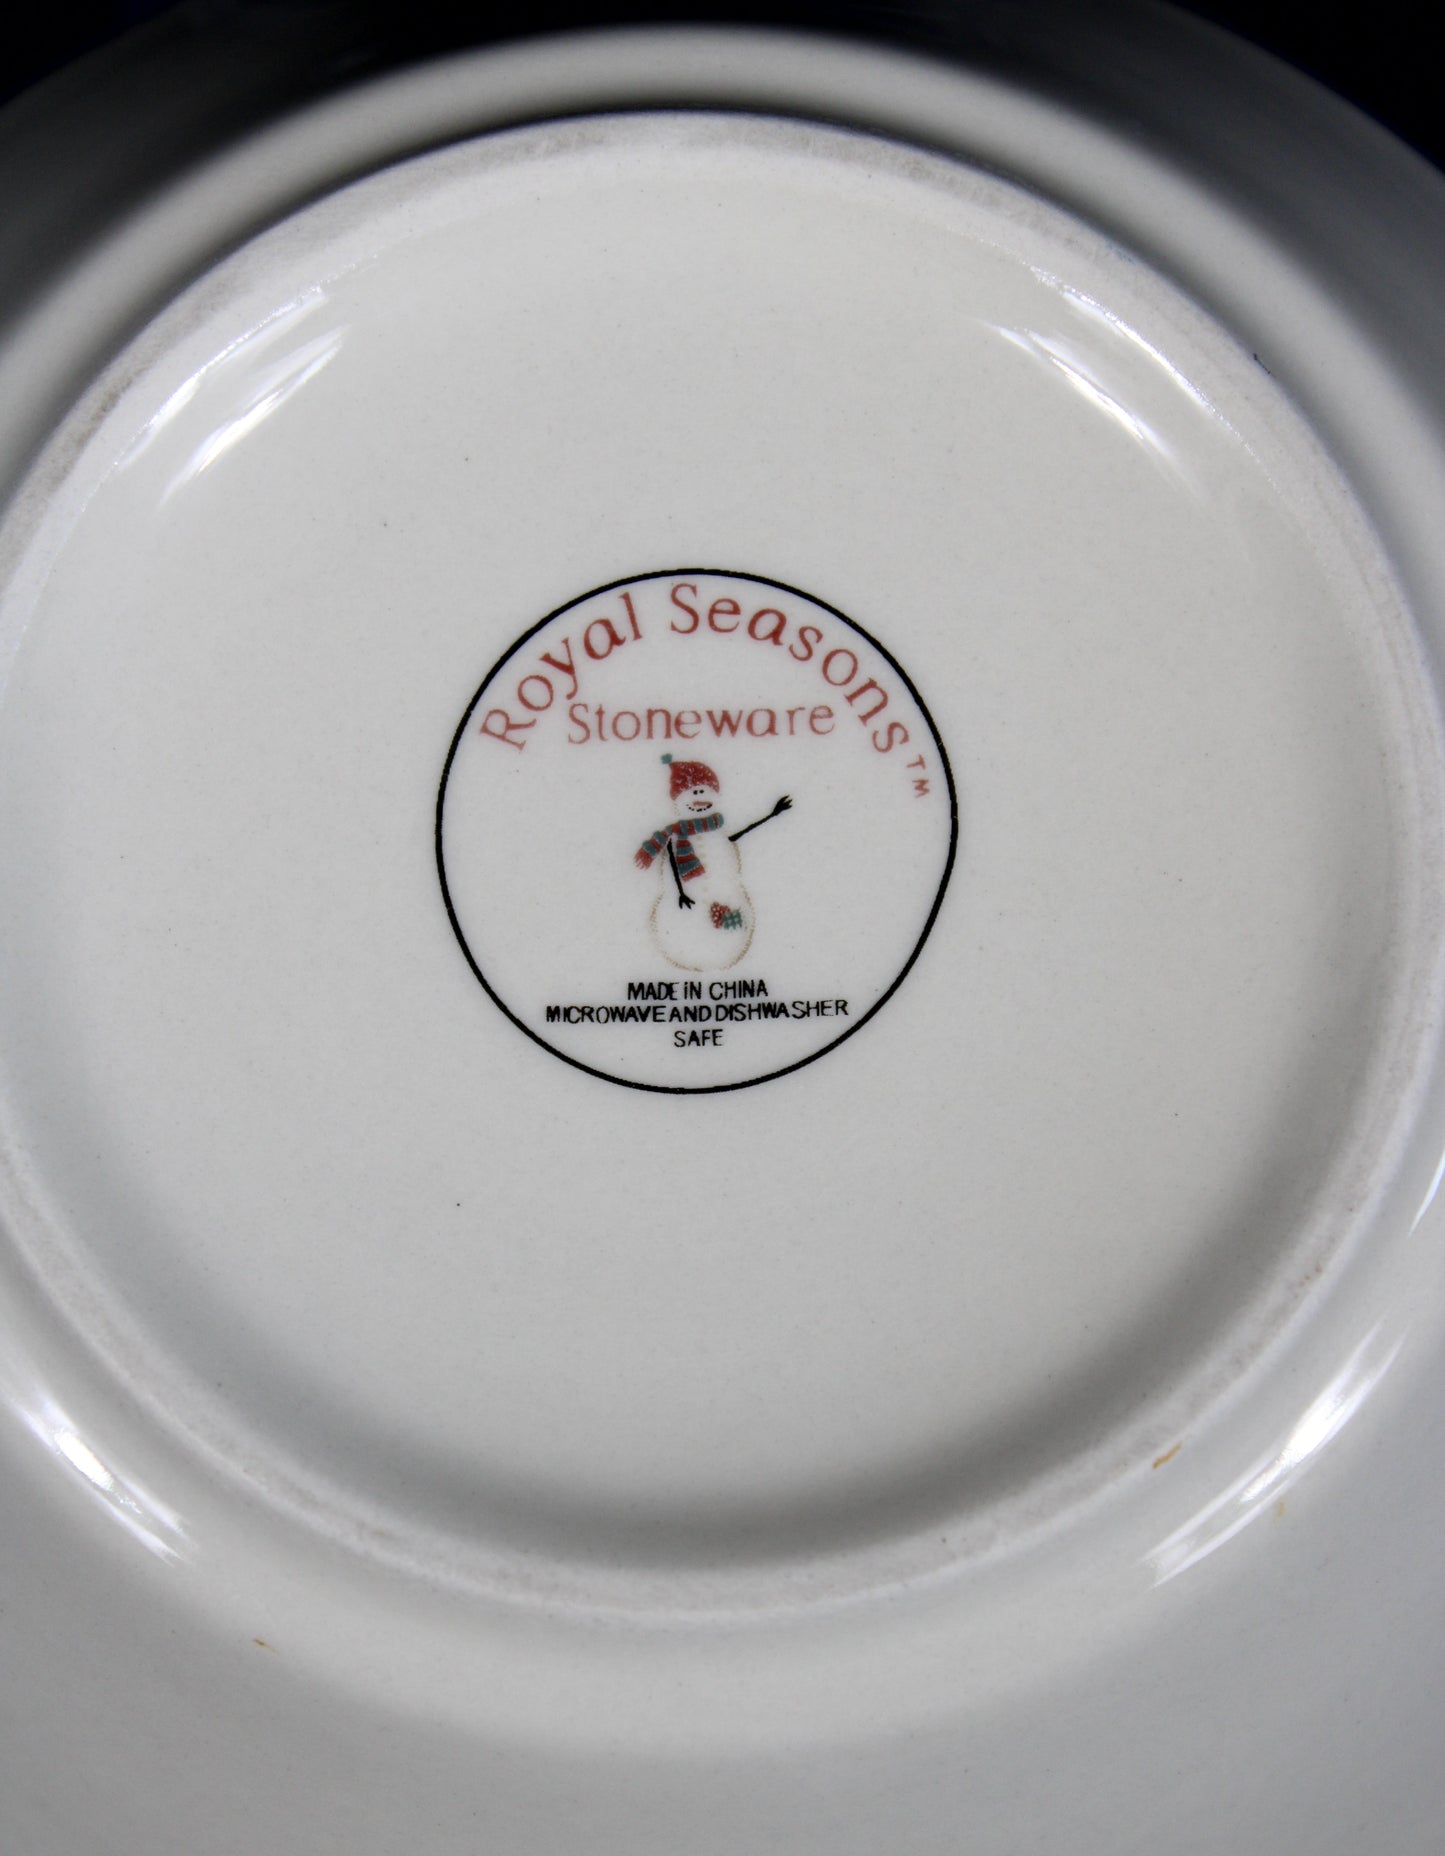 Royal Seasons™
Stoneware
MADE IN CHINA
MICROWAVE AND DISHWASHER
SAFE